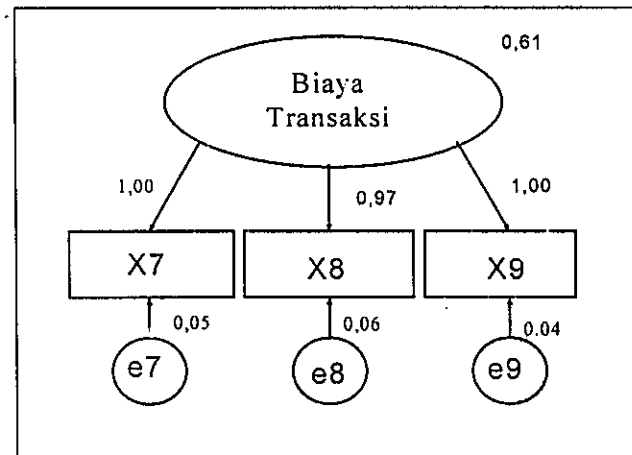 0,61
Biaya
Transaksi
1,00
0,97
1,00
X7
X8
X9
0,05
0,06
0.04
e7
e8
e9